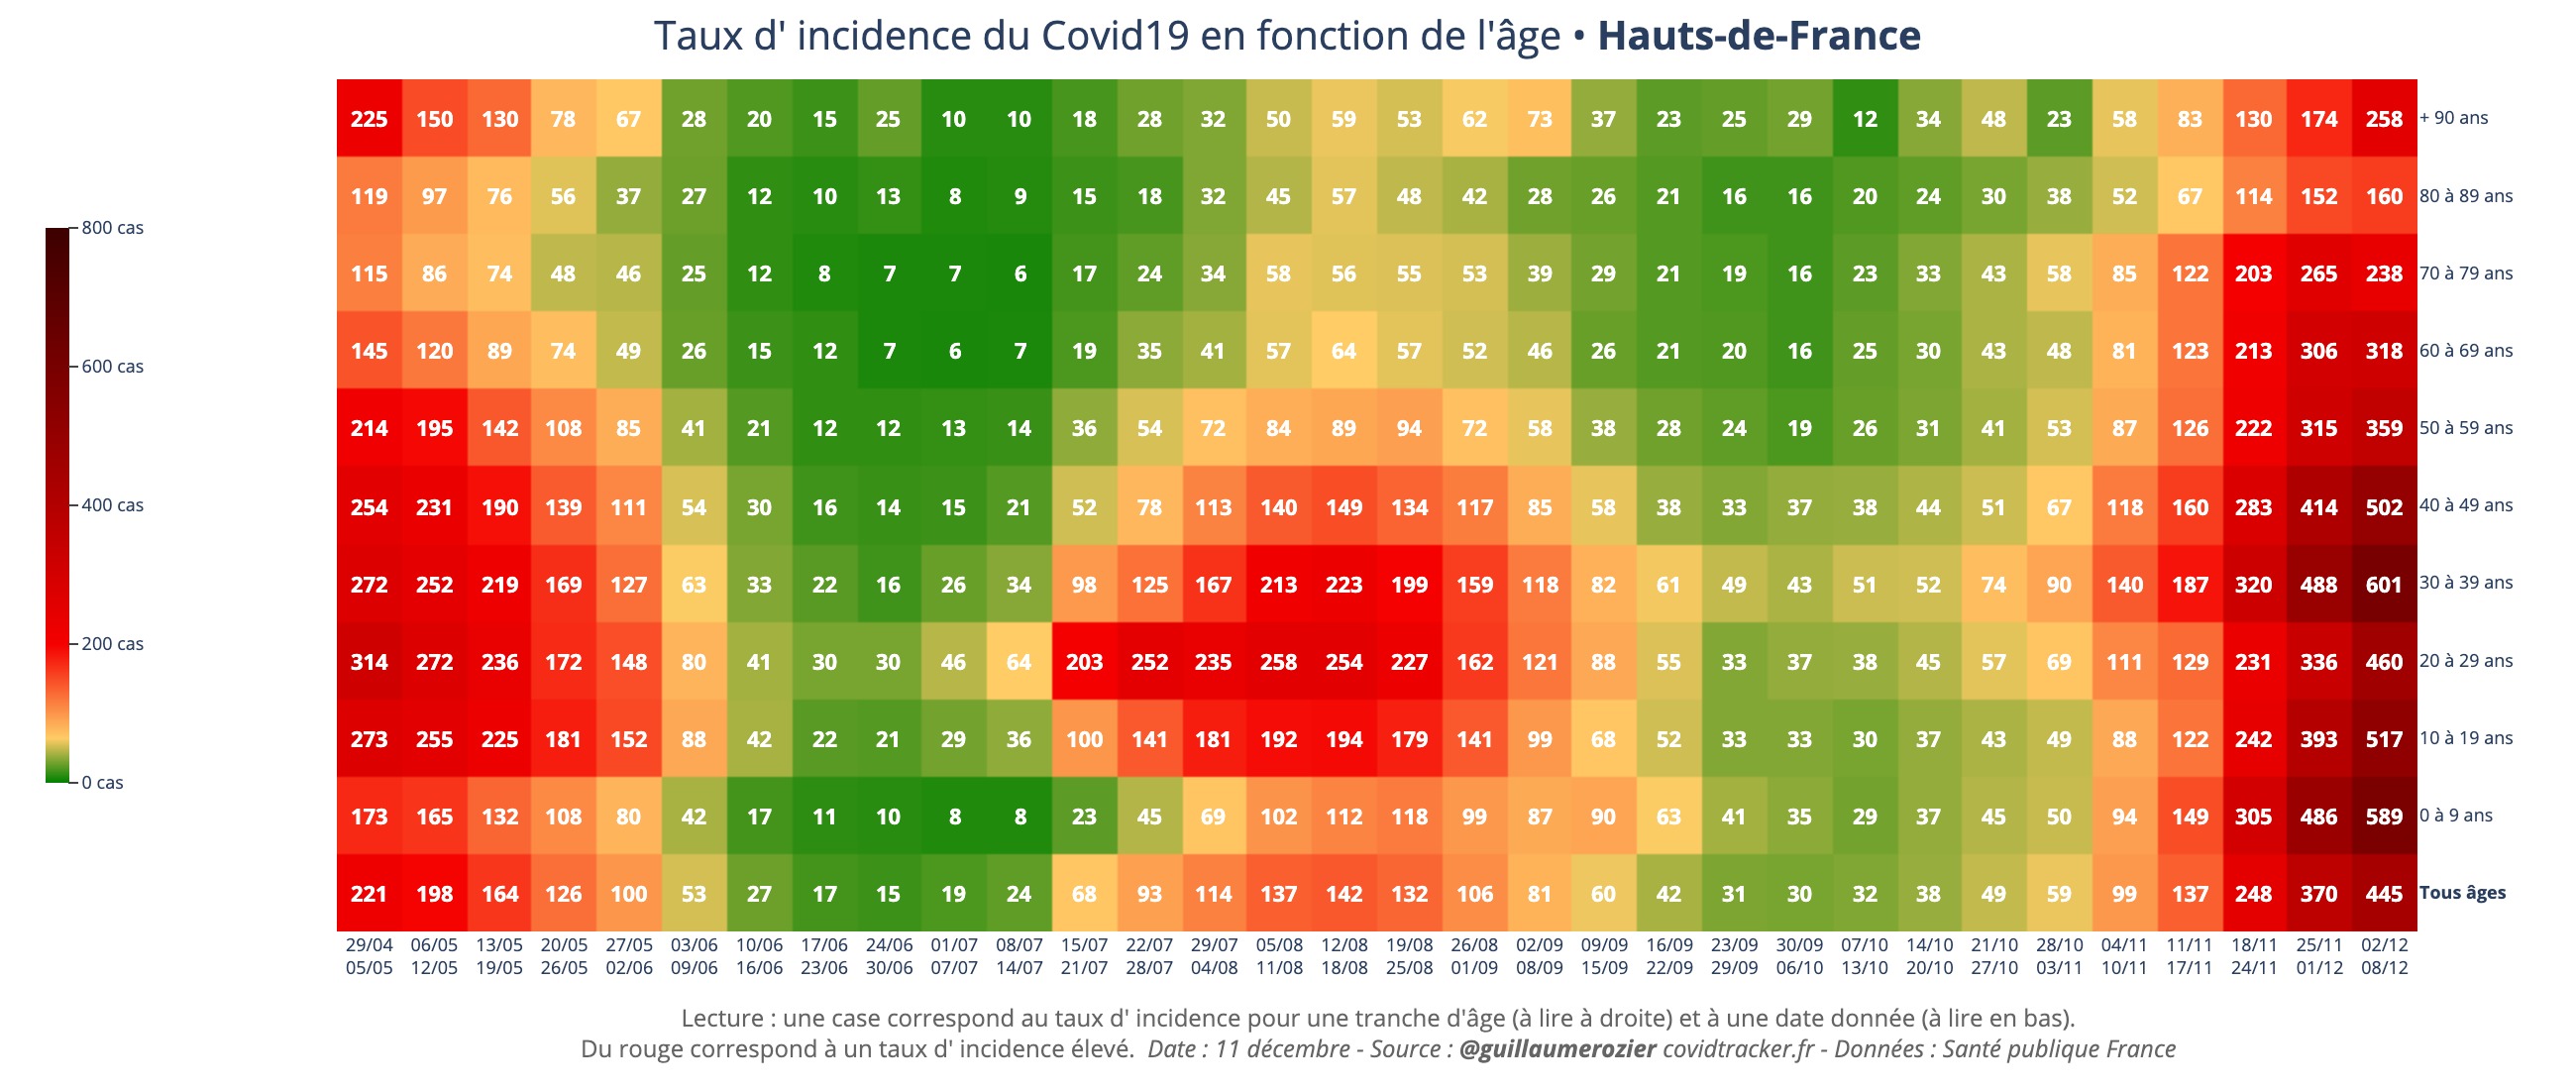 Taux d' incidence du Covid19 en fonction de l'âge • Hauts-de-France
800 cas
600 cas
400 cas
200 cas
0 cas
225 150 130 78 67 28 20 15 25 10 10 18 28 32 50 59 53 62 73 37 23 25 29 12 34 48 23 58 83 130 174 258 + 90 ans
119 97 76 56 37 27 12 10 13 8 9 15 18 32 45 57 48 42 28 26 21 16 16 20 24 30 38 52 67 114 152 160 80 à 89 ans
115 86 74 48 46 25 12 8 7 7 6 17 24 34 58 56 55 53 39 29 21 19 16 23 33 43 58 85 122 203 265 238 70 à 79 ans
145 120 89 74 49 26 15 12 7 6 7 19 35 41 57 64 57 52 46 26 21 20 16 25 30 43 48 81 123 213 306 318 60 à 69 ans
214 195 142 108 85 41 21 12 12 13 14 36 54 72 84 89 94 72 58 38 28 24 19 26 31 41 53 87 126 222 315 359 50 à 59 ans
254 231 190 139 111 54 30 16 14 15 21 52 78 113 140 149 134 117 85 58 38 33 37 38 44 51 67 118 160 283 414 502 40 à 49 ans
272 252 219 169 127 63 33 22 16 26 34 98 125 167 213 223 199 159 118 82 61 49 43 51 52 74 90 140 187 320 488 601 30 à 39 ans
314 272 236 172 148 80 41 30 30 46 64 203 252 235 258 254 227 162 121 88 55 33 37 38 45 57 69 111 129 231 336 460 20 à 29 ans
273 255 225 181 152 88 42 22 21 29 36 100 141 181 192 194 179 141 99 68 52 33 33 30 37 43 49 88 122 242 393 517 10 à 19 ans
173 165 132 108 80 42 17 11 10 8 8 23 45 69 102 112 118 99 87 90 63 41 35 29 37 45 50 94 149 305 486 589 0 à 9 ans
221 198 164 126 100 53 27 17 15 19 24 68 93 114 137 142 132 106 81 60 42 31 30 32 38 49 59 99 137 248 370 445 Tous âges
29/04 06/05 13/05 20/05 27/05 03/06 10/06 17/06 24/06 01/07 08/07 15/07 22/07 29/07 05/08 12/08 19/08 26/08 02/09 09/09 16/09 23/09 30/09 07/10 14/10 21/10 28/10 04/11 11/11 18/11 25/11 02/12
05/05 12/05 19/05 26/05 02/06 09/06 16/06 23/06 30/06 07/07 14/07 21/07 28/07 04/08 11/08 18/08 25/08 01/09 08/09 15/09 22/09 29/09 06/10 13/10 20/10 27/10 03/11 10/11 17/11 24/11 01/12 08/12
Lecture : une case correspond au taux d' incidence pour une tranche d'âge (à lire à droite) et à une date donnée (à lire en bas).
Du rouge correspond à un taux d' incidence élevé. Date : 11 décembre - Source : @guillaumerozier covidtracker.fr - Données : Santé publique France